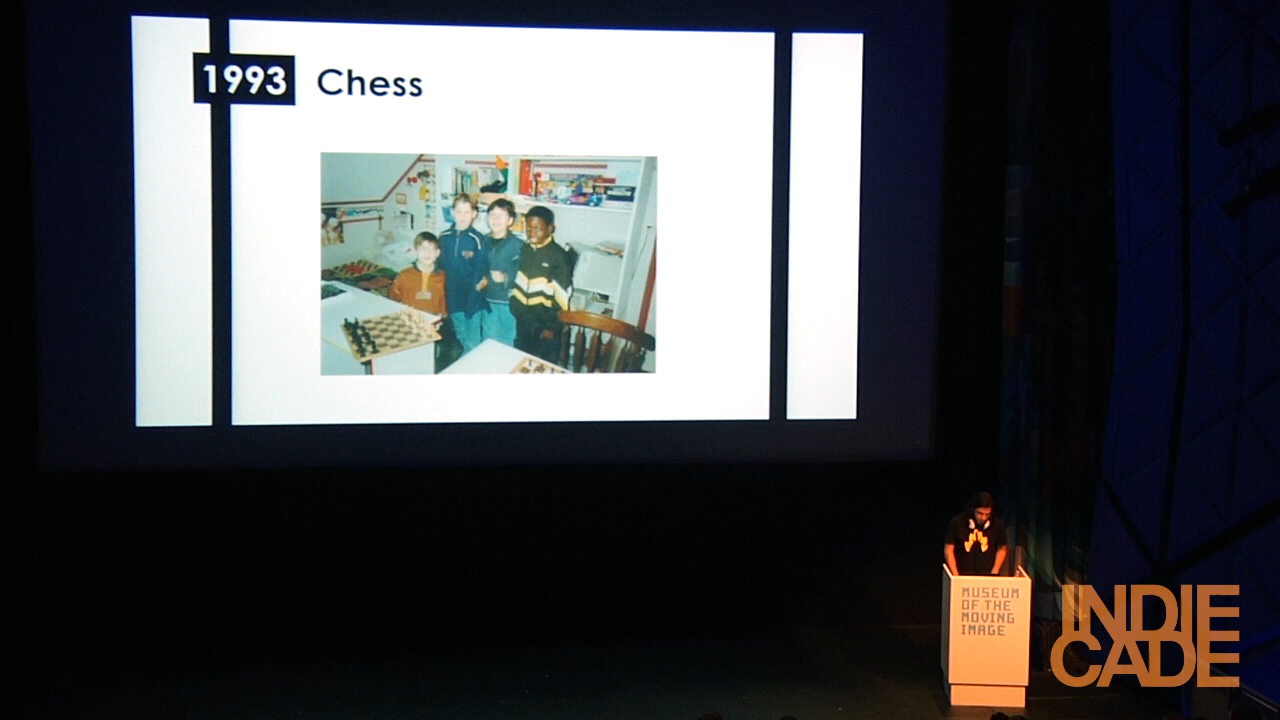 1993 Chess
MUSEUM
OF THE
MOVING
IMAGE
INDIE
CADE